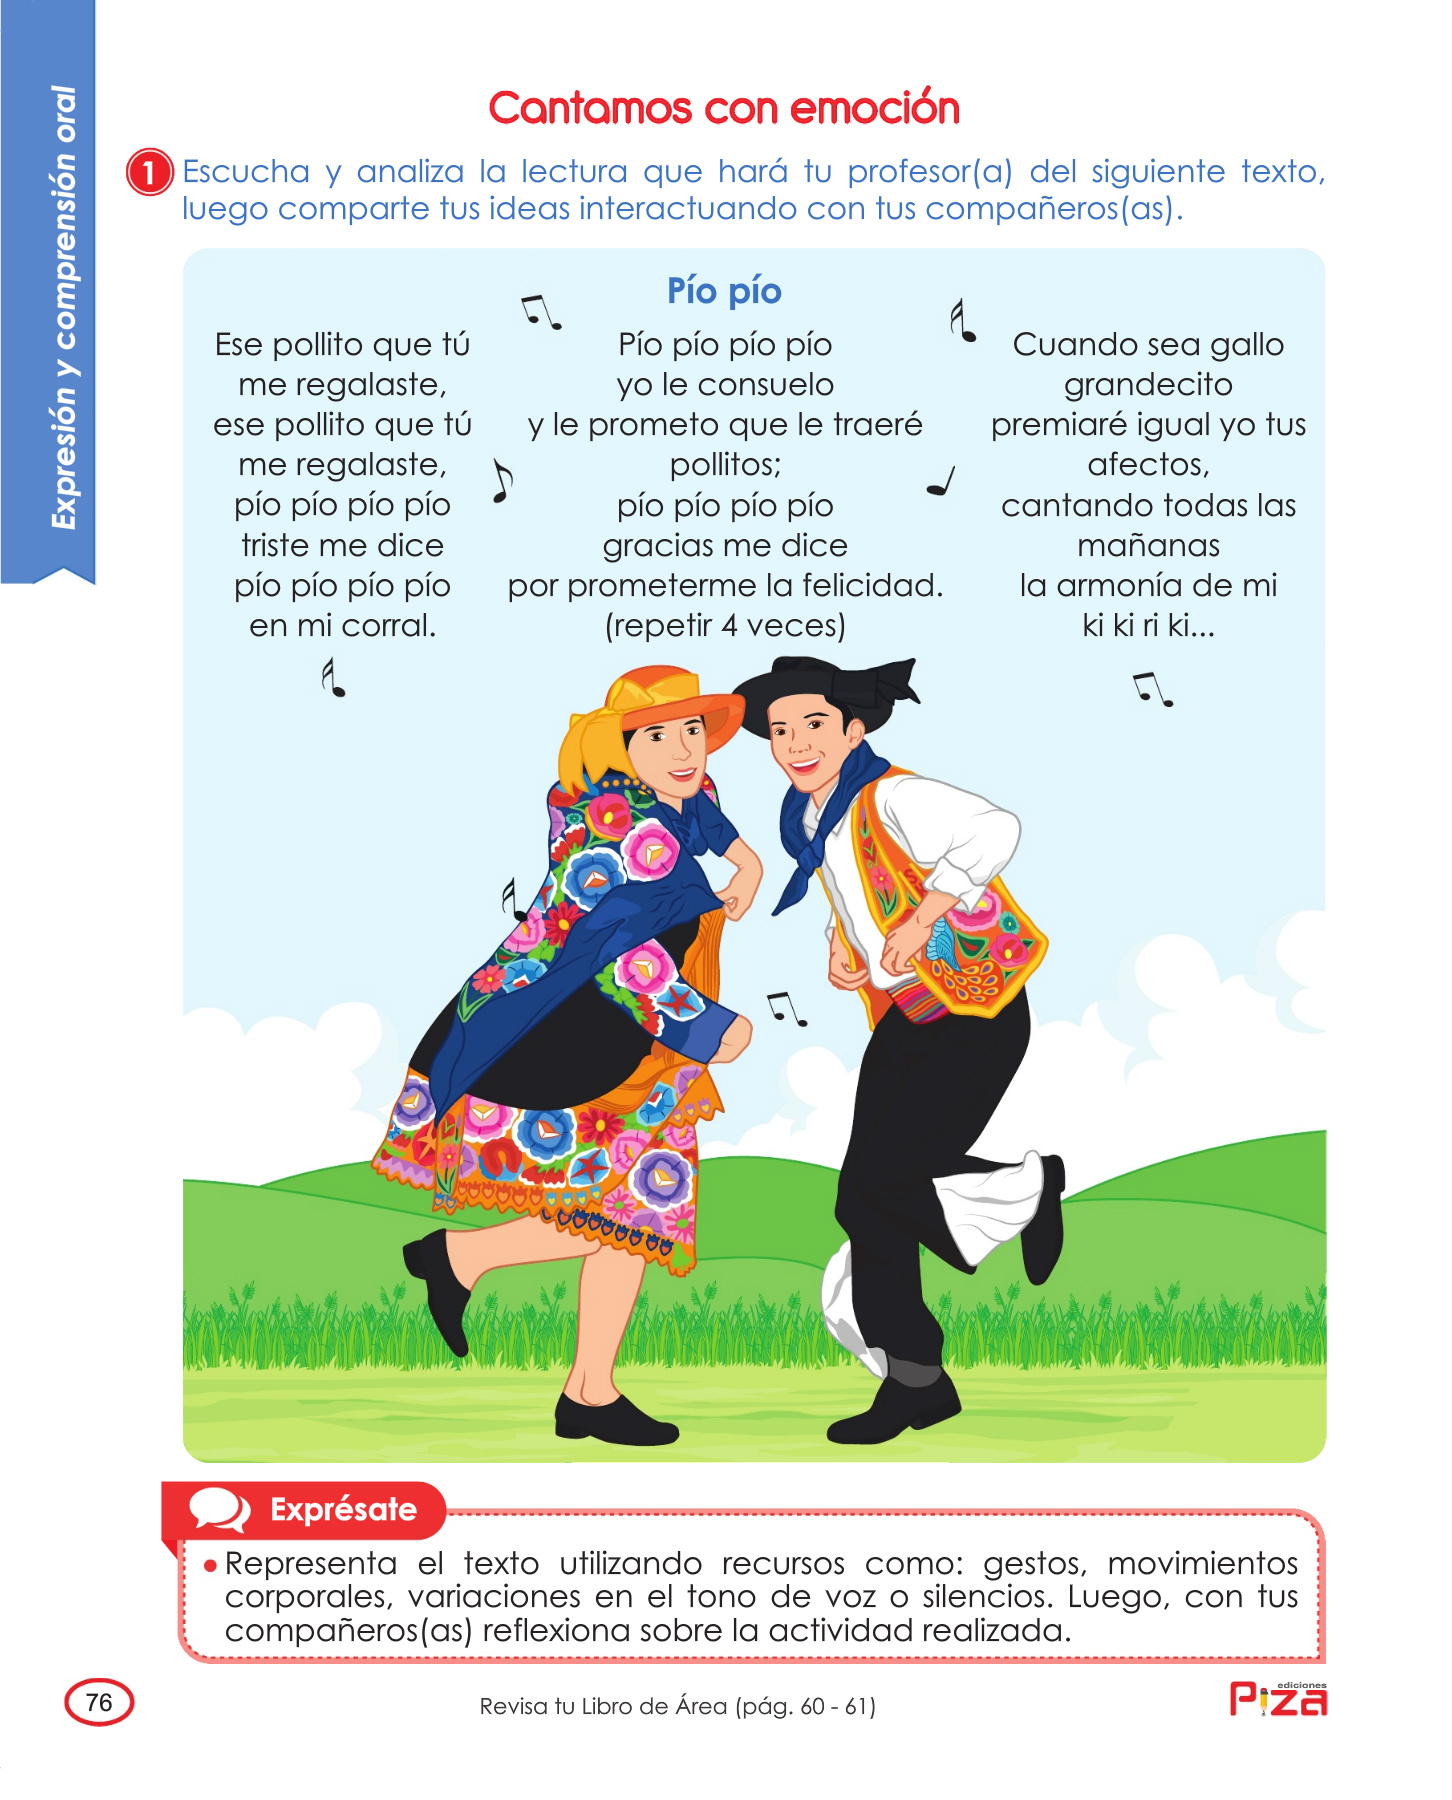 Expresión y comprensión oral
Cantamos con emoción
1 Escucha y analiza la lectura que hará tu profesor(a) del siguiente texto,
luego comparte tus ideas interactuando con tus compañeros(as).
Pío pío
Ese pollito que tú
me regalaste,
ese pollito que tú
me regalaste,
pío pío pío pío
triste me dice
pío pío pío pío
en mi corral.
Pío pío pío pío
yo le consuelo
y le prometo que le traeré
pollitos;
pío pío pío pío
gracias me dice
por prometerme la felicidad.
(repetir 4 veces)
Cuando sea gallo
grandecito
premiaré igual yo tus
afectos,
cantando todas las
mañanas
la armonía de mi
ki ki ri ki...
Exprésate
• Representa el texto utilizando recursos como: gestos, movimientos
corporales, variaciones en el tono de voz o silencios. Luego, con tus
compañeros(as) reflexiona sobre la actividad realizada.
76
Revisa tu Libro de Área (pág. 60 - 61)
ediciones
Piza